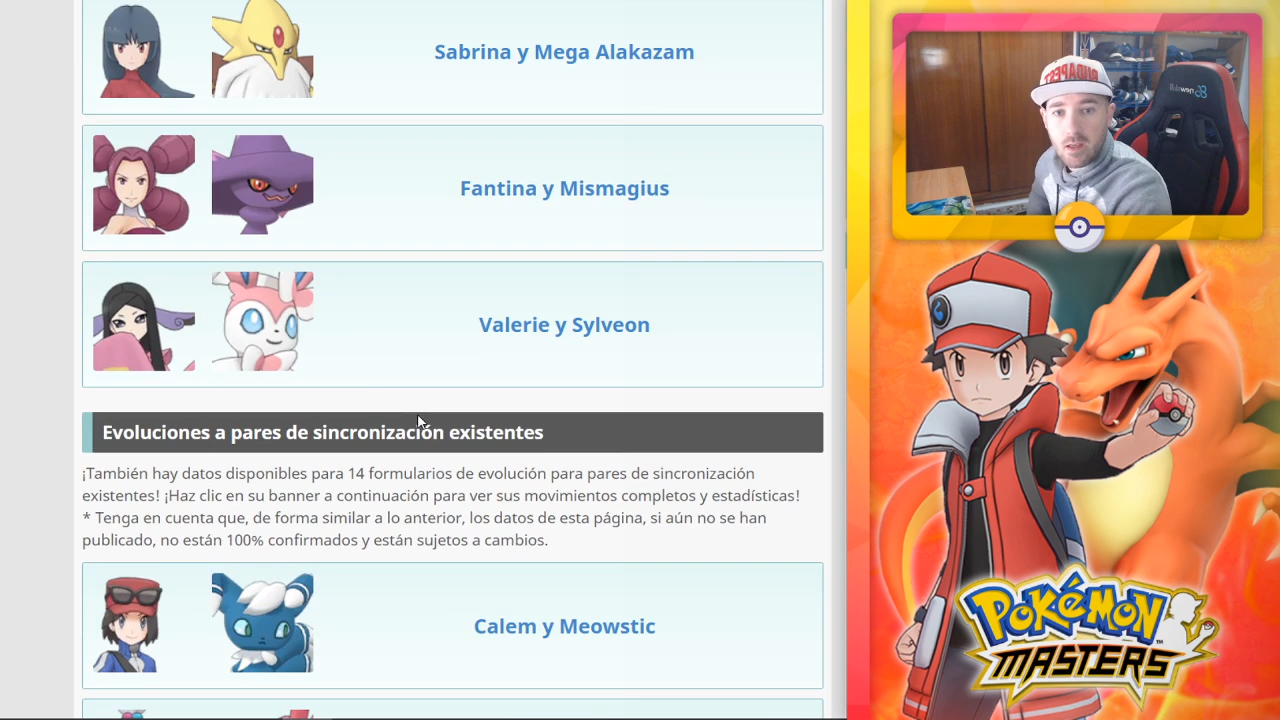 Sabrina y Mega Alakazam
Fantina y Mismagius
Valerie y Sylveon
Evoluciones a pares de sincronización existentes
¡También hay datos disponibles para 14 formularios de evolución para pares de sincronización
existentes! ¡Haz clic en su banner a continuación para ver sus movimientos completos y estadísticas!
* Tenga en cuenta que, de forma similar a lo anterior, los datos de esta página, si aún no se han
publicado, no están 100% confirmados y están sujetos a cambios.
Calem y Meowstic
BUDAPEST
newskill
POKÉMON
MASTERS